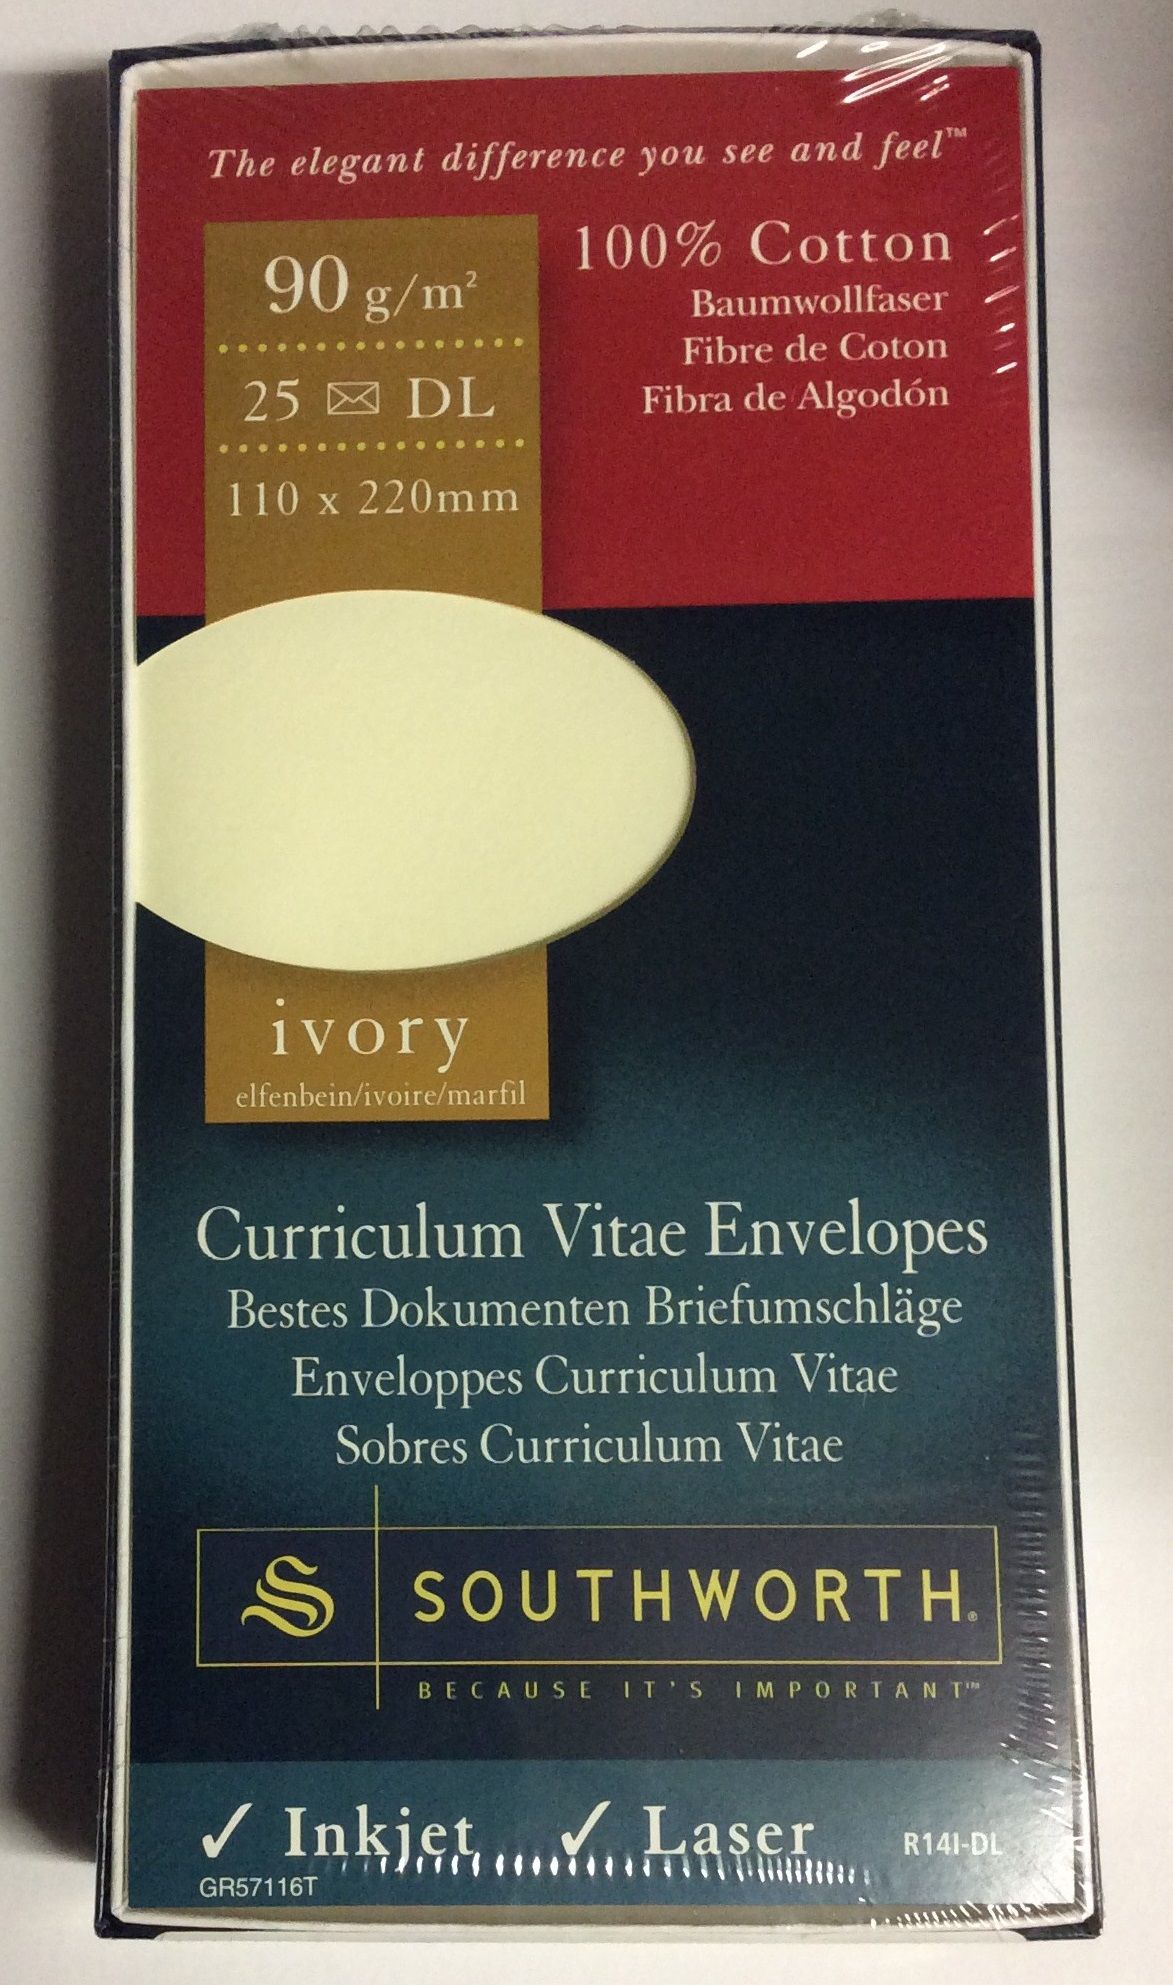 The elegant difference you see and feel™
90 g/m²
25 ✉ DL
110 x 220mm
100% Cotton
Baumwollfaser
Fibre de Coton
Fibra de Algodón
ivory
elfenbein/ivoire/marfil
Curriculum Vitae Envelopes
Bestes Dokumenten Briefumschläge
Enveloppes Curriculum Vitae
Sobres Curriculum Vitae
S SOUTHWORTH®
BECAUSE IT'S IMPORTANT™
✓ Inkjet ✓ Laser R14I-DL
GR57116T